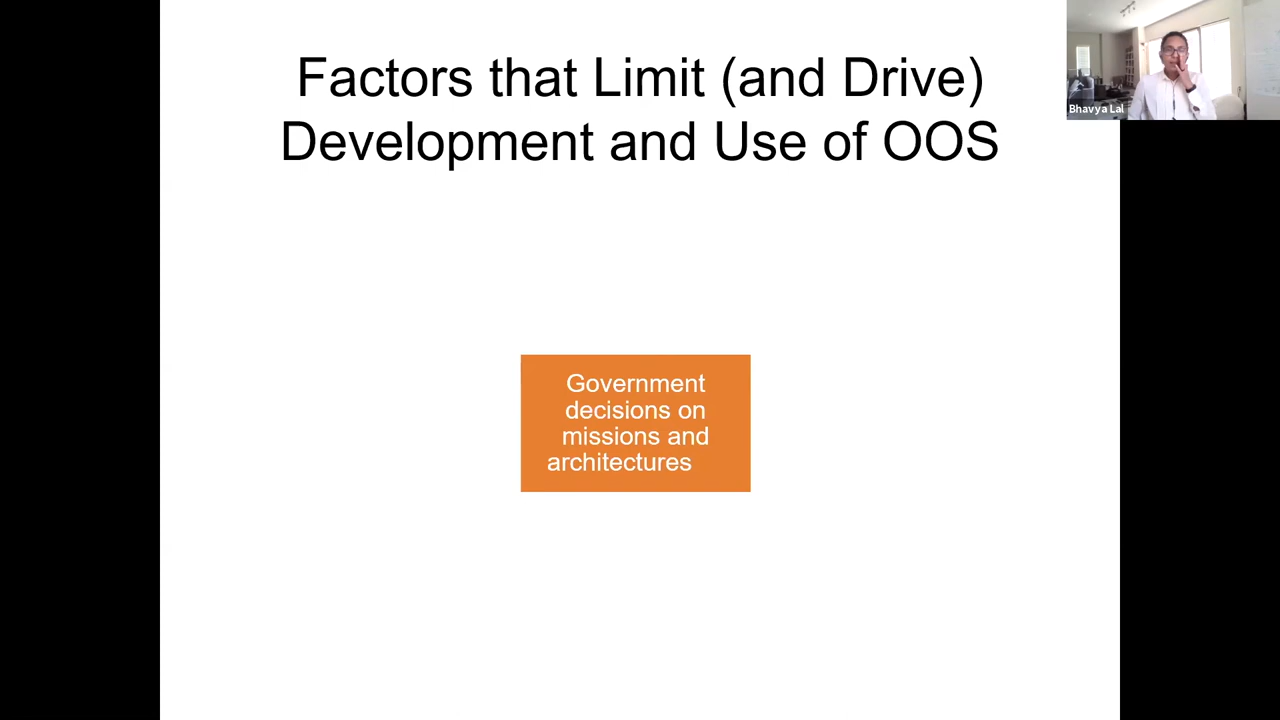 Factors that Limit (and Drive)
Development and Use of OOS
Bhavya Lal
Government
decisions on
missions and
architectures